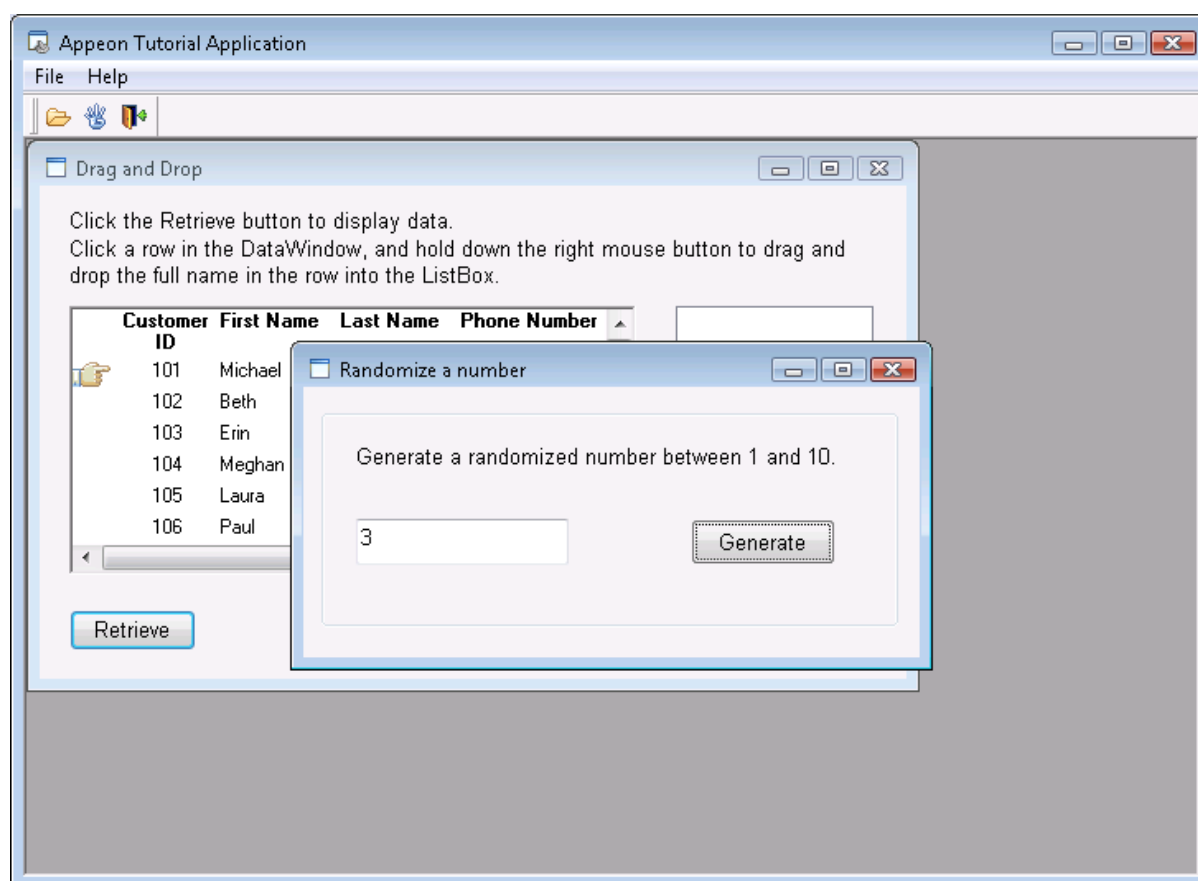 Appeon Tutorial Application
File Help
Drag and Drop
Click the Retrieve button to display data.
Click a row in the DataWindow, and hold down the right mouse button to drag and
drop the full name in the row into the ListBox.
Customer ID First Name Last Name Phone Number
101 Michael
102 Beth
103 Erin
104 Meghan
105 Laura
106 Paul
Retrieve
Randomize a number
Generate a randomized number between 1 and 10.
3
Generate